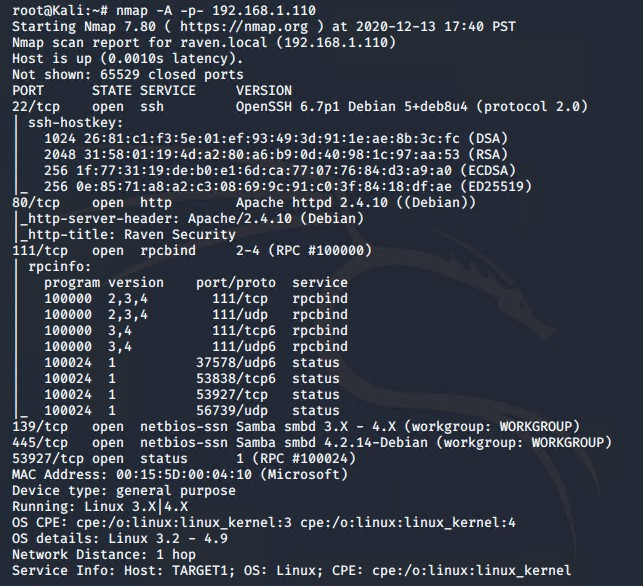 root@Kali:~# nmap -A -p- 192.168.1.110
Starting Nmap 7.80 ( https://nmap.org ) at 2020-12-13 17:40 PST
Nmap scan report for raven.local (192.168.1.110)
Host is up (0.0010s latency).
Not shown: 65529 closed ports
PORT      STATE SERVICE     VERSION
22/tcp    open  ssh         OpenSSH 6.7p1 Debian 5+deb8u4 (protocol 2.0)
| ssh-hostkey:
|   1024 26:81:c1:f3:5e:01:ef:93:49:3d:91:1e:ae:8b:3c:fc (DSA)
|   2048 31:58:01:19:4d:a2:80:a6:b9:0d:40:98:1c:97:aa:53 (RSA)
|   256 1f:77:31:19:de:b0:e1:6d:ca:77:07:76:84:d3:a9:a0 (ECDSA)
|_  256 0e:85:71:a8:a2:c3:08:69:9c:91:c0:3f:84:18:df:ae (ED25519)
80/tcp    open  http        Apache httpd 2.4.10 ((Debian))
|_http-server-header: Apache/2.4.10 (Debian)
|_http-title: Raven Security
111/tcp   open  rpcbind     2-4 (RPC #100000)
| rpcinfo:
|   program version    port/proto  service
|   100000  2,3,4        111/tcp   rpcbind
|   100000  2,3,4        111/udp   rpcbind
|   100000  3,4          111/tcp6  rpcbind
|   100000  3,4          111/udp6  rpcbind
|   100024  1          37578/udp6  status
|   100024  1          53838/tcp6  status
|   100024  1          53927/tcp   status
|_  100024  1          56739/udp   status
139/tcp   open  netbios-ssn Samba smbd 3.X - 4.X (workgroup: WORKGROUP)
445/tcp   open  netbios-ssn Samba smbd 4.2.14-Debian (workgroup: WORKGROUP)
53927/tcp open  status      1 (RPC #100024)
MAC Address: 00:15:5D:00:04:10 (Microsoft)
Device type: general purpose
Running: Linux 3.X|4.X
OS CPE: cpe:/o:linux:linux_kernel:3 cpe:/o:linux:linux_kernel:4
OS details: Linux 3.2 - 4.9
Network Distance: 1 hop
Service Info: Host: TARGET1; OS: Linux; CPE: cpe:/o:linux:linux_kernel